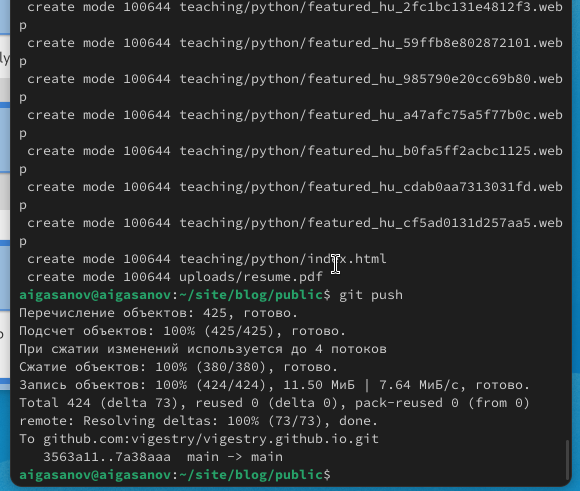 create mode 100644 teaching/python/featured_hu_2fc1bc131e4812f3.web
p
create mode 100644 teaching/python/featured_hu_59ffb8e802872101.web
p
create mode 100644 teaching/python/featured_hu_985790e20cc69b80.web
p
create mode 100644 teaching/python/featured_hu_a47afc75a5f77b0c.web
p
create mode 100644 teaching/python/featured_hu_b0fa5ff2acbc1125.web
p
create mode 100644 teaching/python/featured_hu_cdab0aa7313031fd.web
p
create mode 100644 teaching/python/featured_hu_cf5ad0131d257aa5.web
p
create mode 100644 teaching/python/index.html
create mode 100644 uploads/resume.pdf
aigasanov@aigasanov:~/site/blog/public$ git push
Перечисление объектов: 425, готово.
Подсчет объектов: 100% (425/425), готово.
При сжатии изменений используется до 4 потоков
Сжатие объектов: 100% (380/380), готово.
Запись объектов: 100% (424/424), 11.50 МиБ | 7.64 МиБ/с, готово.
Total 424 (delta 73), reused 0 (delta 0), pack-reused 0 (from 0)
remote: Resolving deltas: 100% (73/73), done.
To github.com:vigestry/vigestry.github.io.git
3563a11..7a38aaa  main -> main
aigasanov@aigasanov:~/site/blog/public$